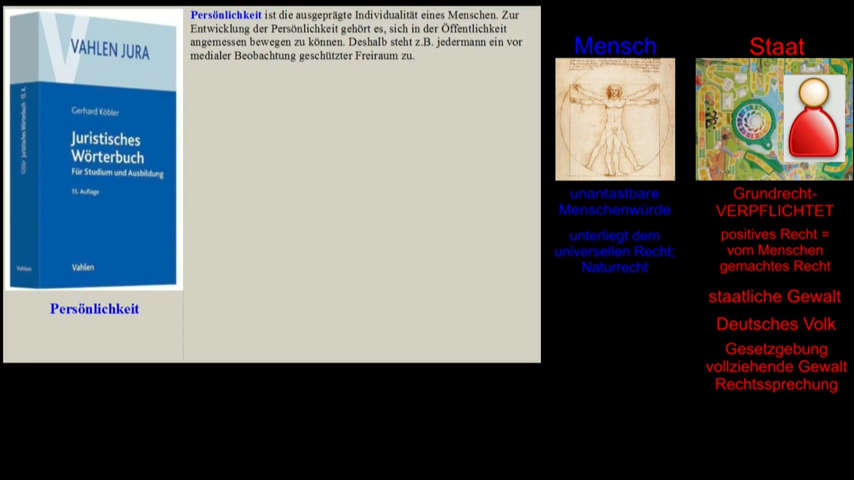 VAHLEN JURA
Gerhard Köbler
Juristisches
Wörterbuch
Für Studium und Ausbildung
15. Auflage
Vahlen
Vahlen
Persönlichkeit
Persönlichkeit ist die ausgeprägte Individualität eines Menschen. Zur
Entwicklung der Persönlichkeit gehört es, sich in der Öffentlichkeit
angemessen bewegen zu können. Deshalb steht z.B. jedermann ein vor
medialer Beobachtung geschützter Freiraum zu.
Mensch
unantastbare
Menschenwürde
unterliegt dem
universellen Recht;
Naturrecht
Staat
Grundrecht-
VERPFLICHTET
positives Recht =
vom Menschen
gemachtes Recht
staatliche Gewalt
Deutsches Volk
Gesetzgebung
vollziehende Gewalt
Rechtssprechung